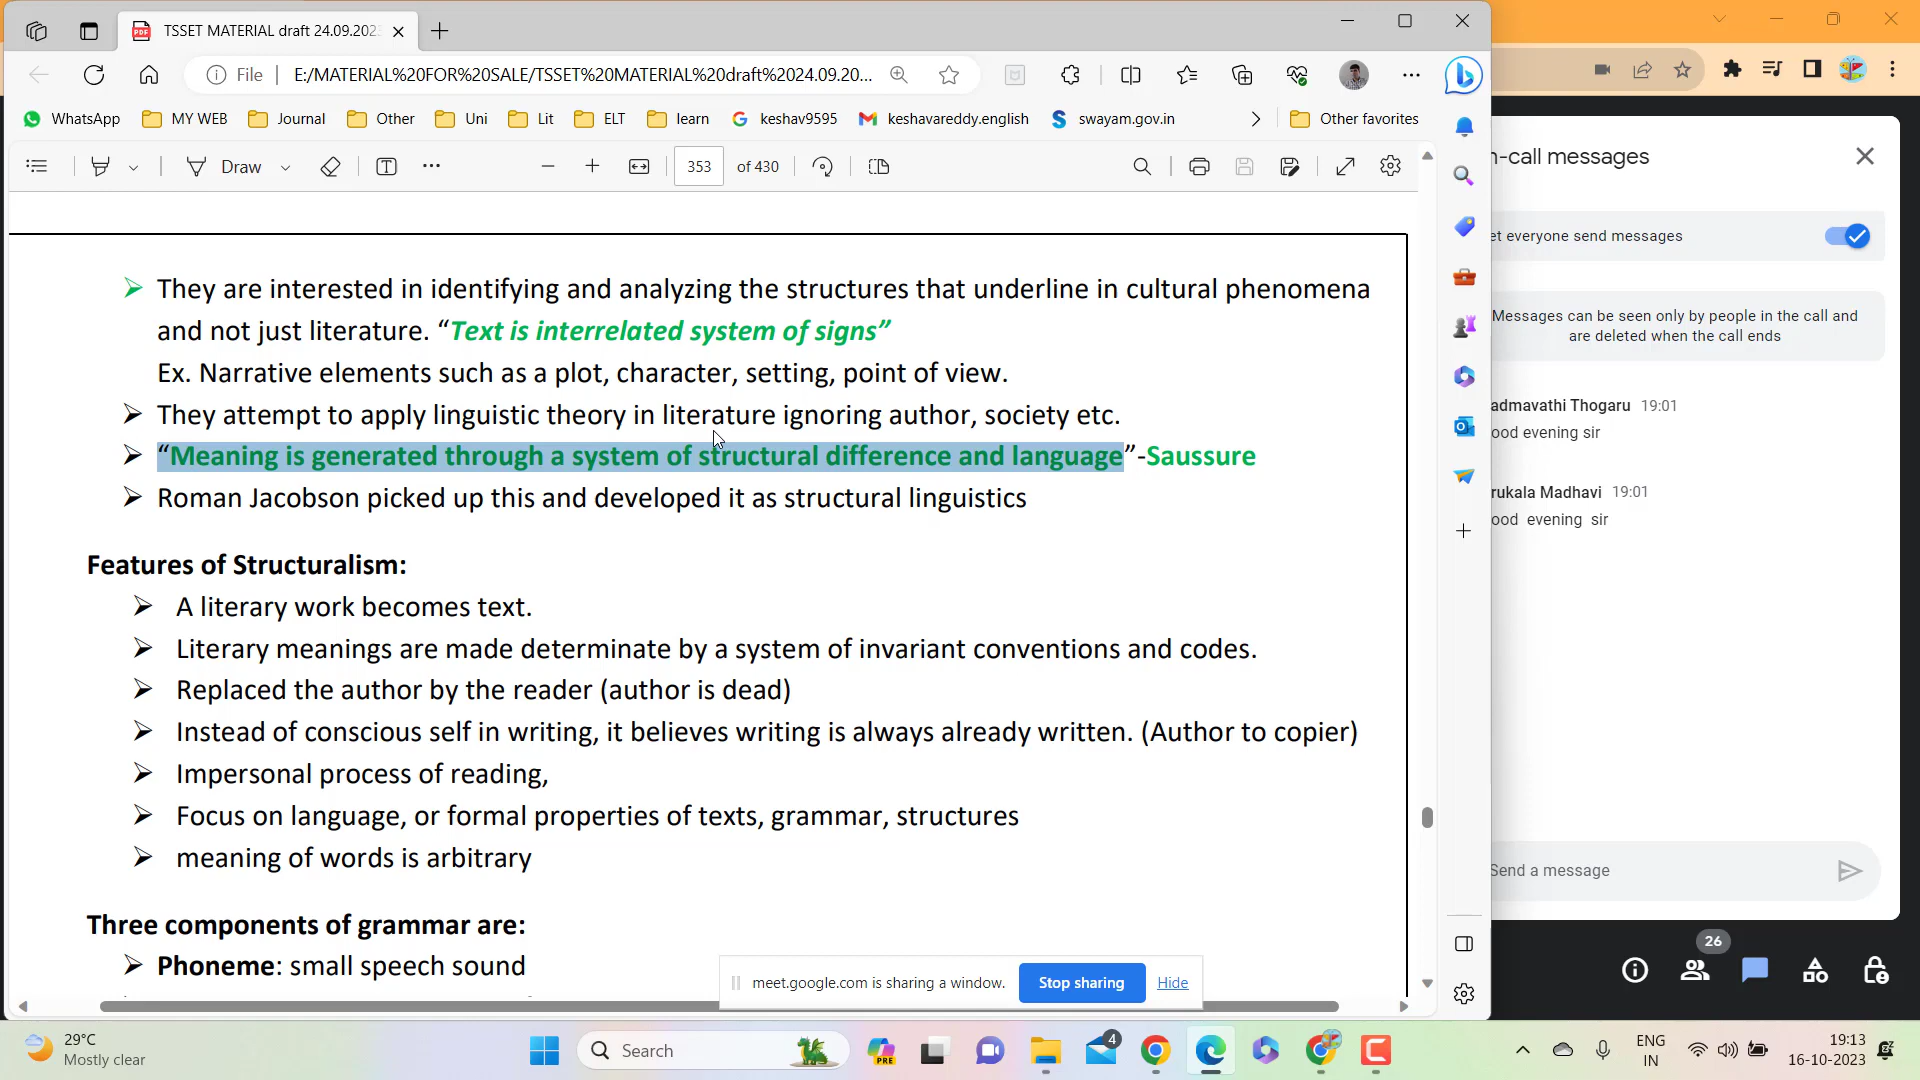 TSSET MATERIAL draft 24.09.202
File
E:/MATERIAL%20FOR%20SALE/TSSET%20MATERIAL%20draft%2024.09.20...
WhatsApp
MY WEB
Journal
Other
Uni
Lit
ELT
learn
keshav9595
keshavareddy.english
swayam.gov.in
Other favorites
Draw
353
of 430
They are interested in identifying and analyzing the structures that underline in cultural phenomena
and not just literature. “Text is interrelated system of signs”
Ex. Narrative elements such as a plot, character, setting, point of view.
They attempt to apply linguistic theory in literature ignoring author, society etc.
“Meaning is generated through a system of structural difference and language”-Saussure
Roman Jacobson picked up this and developed it as structural linguistics
Features of Structuralism:
A literary work becomes text.
Literary meanings are made determinate by a system of invariant conventions and codes.
Replaced the author by the reader (author is dead)
Instead of conscious self in writing, it believes writing is always already written. (Author to copier)
Impersonal process of reading,
Focus on language, or formal properties of texts, grammar, structures
meaning of words is arbitrary
Three components of grammar are:
Phoneme: small speech sound
meet.google.com is sharing a window.
Stop sharing
Hide
n-call messages
et everyone send messages
Messages can be seen only by people in the call and
are deleted when the call ends
admavathi Thogaru 19:01
ood evening sir
rukala Madhavi 19:01
ood evening sir
Send a message
26
29°C
Mostly clear
Search
PRE
4
ENG
IN
19:13
16-10-2023